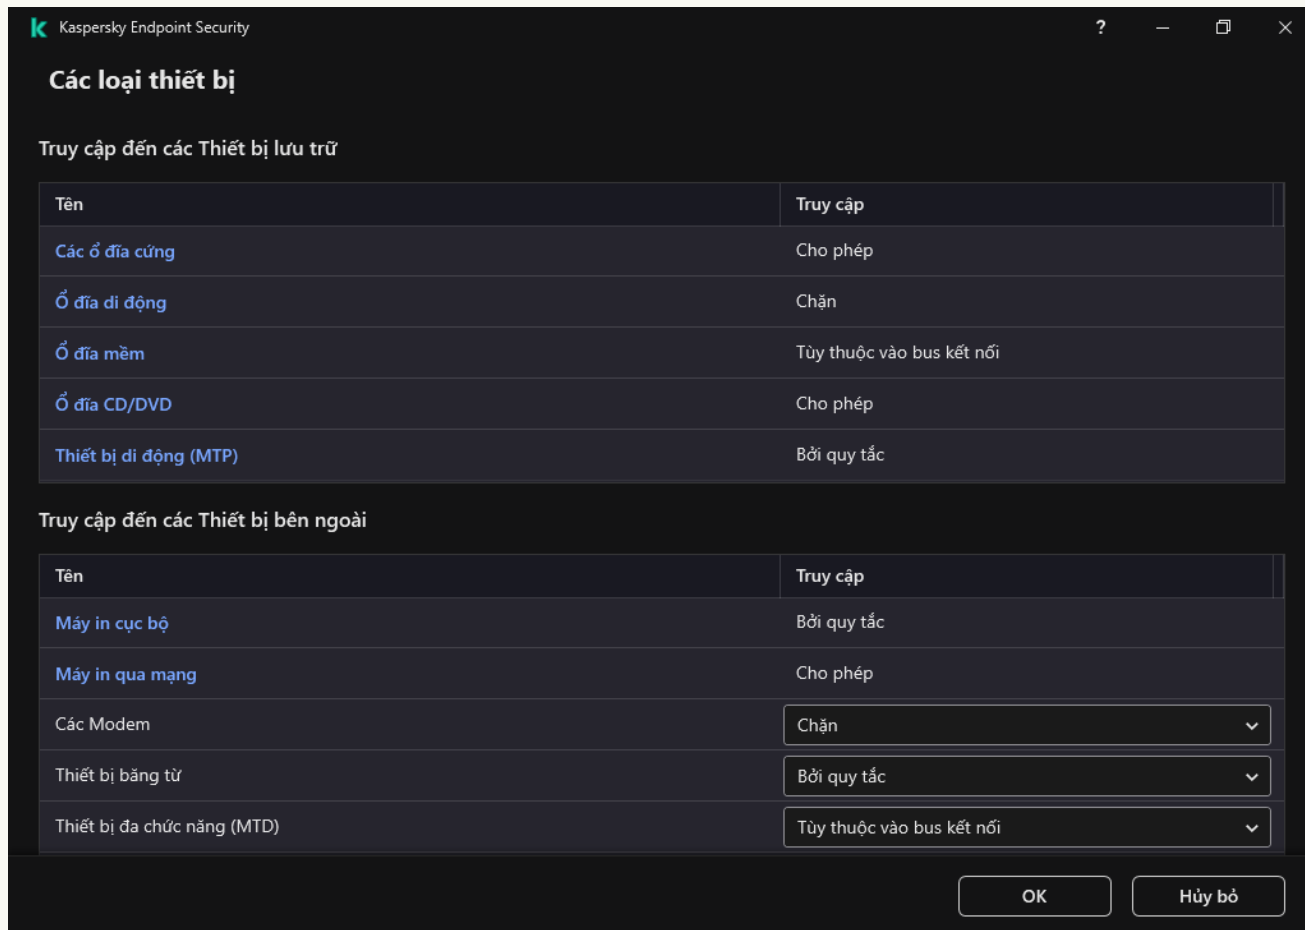 Kaspersky Endpoint Security
?
Các loại thiết bị
Truy cập đến các Thiết bị lưu trữ
Tên Truy cập
Các ổ đĩa cứng Cho phép
Ổ đĩa di động Chặn
Ổ đĩa mềm Tùy thuộc vào bus kết nối
Ổ đĩa CD/DVD Cho phép
Thiết bị di động (MTP) Bởi quy tắc
Truy cập đến các Thiết bị bên ngoài
Tên Truy cập
Máy in cục bộ Bởi quy tắc
Máy in qua mạng Cho phép
Các Modem Chặn
Thiết bị băng từ Bởi quy tắc
Thiết bị đa chức năng (MTD) Tùy thuộc vào bus kết nối
OK Hủy bỏ